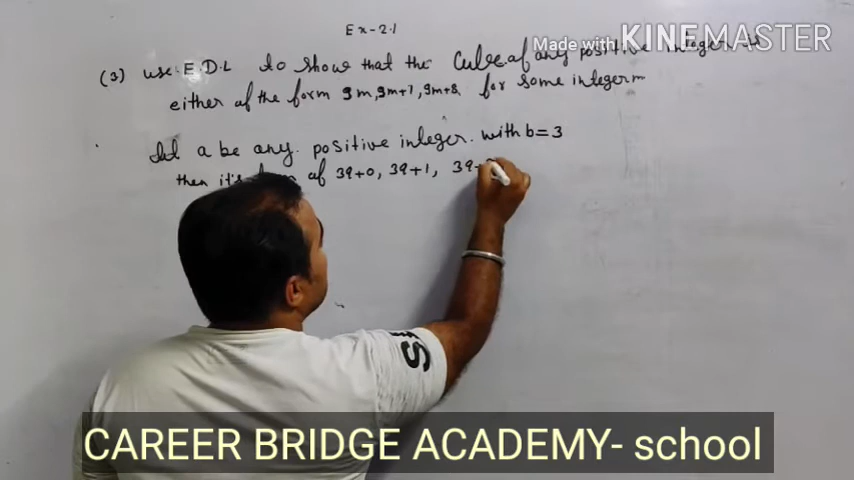 Ex-2.1
Made with KINEMASTER
(3) use E.D.L to show that the Cube of any positive integer is
either of the form 9m, 9m+1, 9m+8 for some integer m
Let a be any positive integer. with b=3
then it's of 3q+0, 3q+1, 3q+
CAREER BRIDGE ACADEMY- school